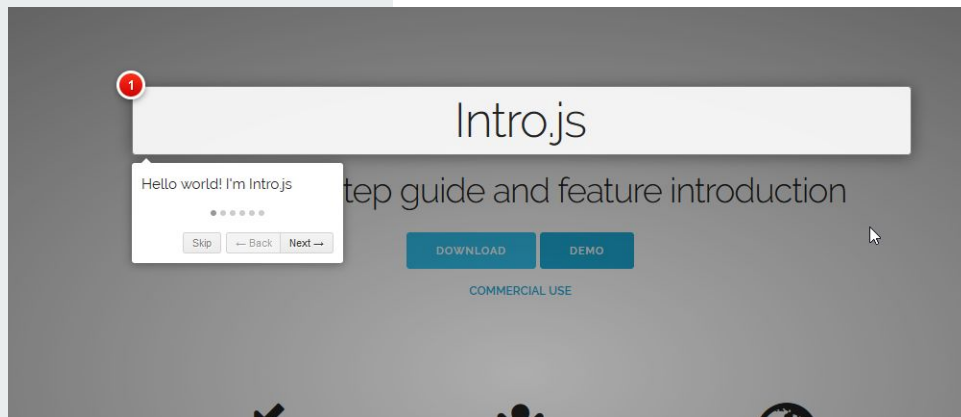 1
Intro.js
Hello world! I'm Intro.js
tep guide and feature introduction
Skip ← Back Next →
DOWNLOAD DEMO
COMMERCIAL USE